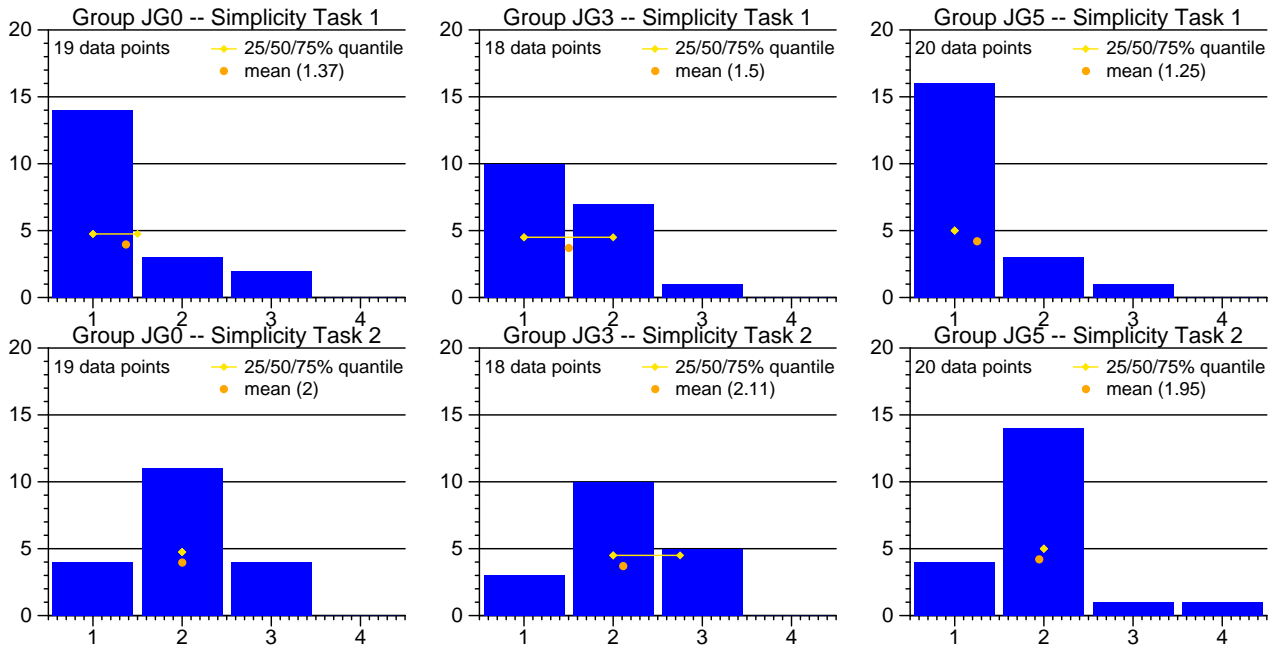 Group JG0 -- Simplicity Task 1
19 data points
25/50/75% quantile
mean (1.37)
20
15
10
5
0
1 2 3 4
Group JG3 -- Simplicity Task 1
18 data points
25/50/75% quantile
mean (1.5)
20
15
10
5
0
1 2 3 4
Group JG5 -- Simplicity Task 1
20 data points
25/50/75% quantile
mean (1.25)
20
15
10
5
0
1 2 3 4
Group JG0 -- Simplicity Task 2
19 data points
25/50/75% quantile
mean (2)
20
15
10
5
0
1 2 3 4
Group JG3 -- Simplicity Task 2
18 data points
25/50/75% quantile
mean (2.11)
20
15
10
5
0
1 2 3 4
Group JG5 -- Simplicity Task 2
20 data points
25/50/75% quantile
mean (1.95)
20
15
10
5
0
1 2 3 4